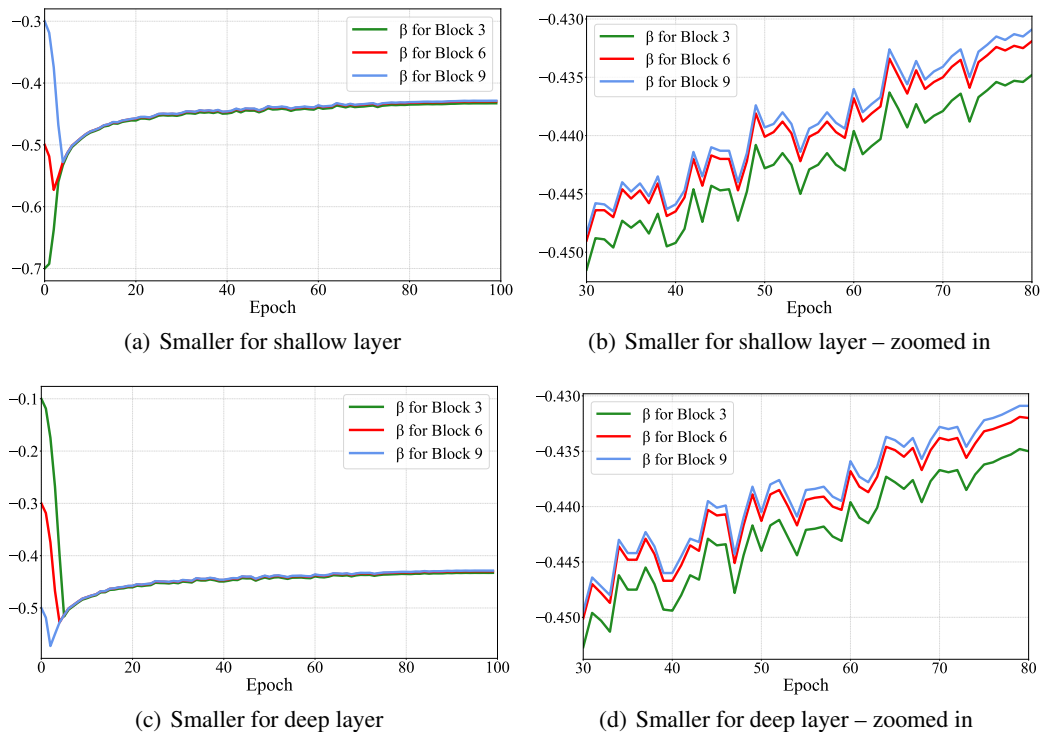 −0.3
−0.4
−0.5
−0.6
−0.7
β for Block 3
β for Block 6
β for Block 9
0 20 40 60 80 100
Epoch
(a) Smaller for shallow layer
−0.430
−0.435
−0.440
−0.445
−0.450
β for Block 3
β for Block 6
β for Block 9
30 40 50 60 70 80
Epoch
(b) Smaller for shallow layer – zoomed in
−0.1
−0.2
−0.3
−0.4
−0.5
β for Block 3
β for Block 6
β for Block 9
0 20 40 60 80 100
Epoch
(c) Smaller for deep layer
−0.430
−0.435
−0.440
−0.445
−0.450
β for Block 3
β for Block 6
β for Block 9
30 40 50 60 70 80
Epoch
(d) Smaller for deep layer – zoomed in